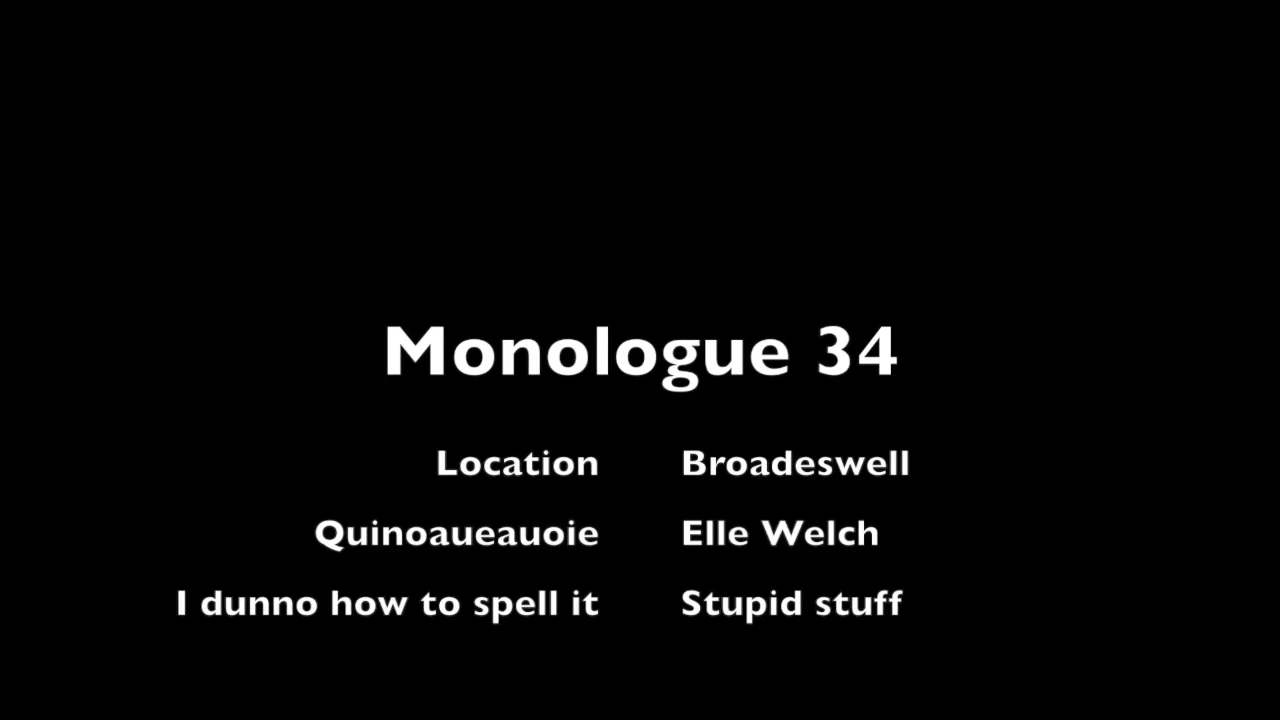 Monologue 34
Location Broadeswell
Quinoaueauoie Elle Welch
I dunno how to spell it Stupid stuff